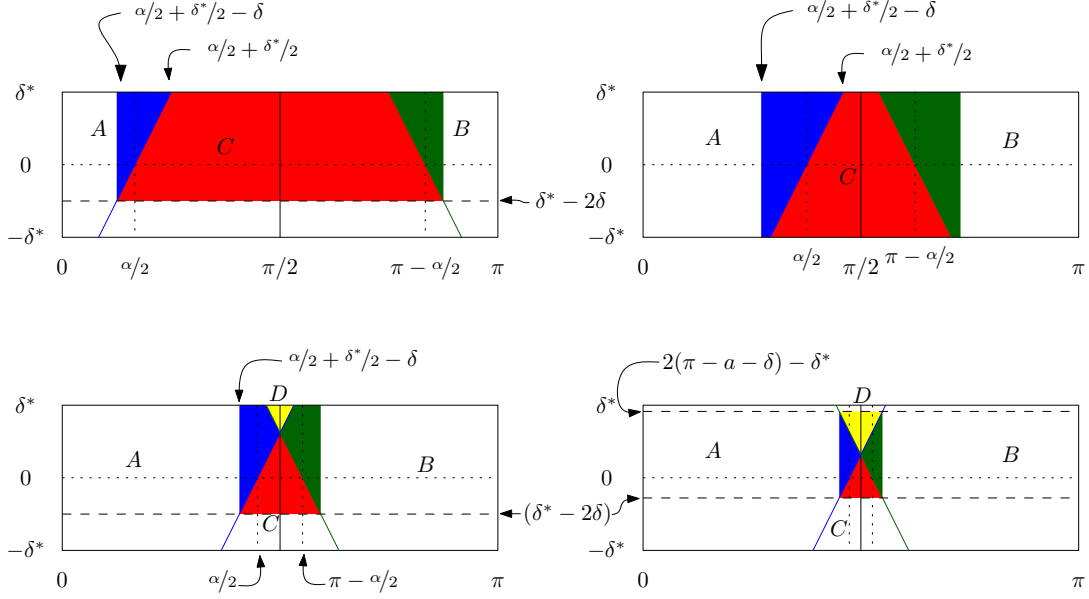 α/2 + δ*/2 − δ
α/2 + δ*/2
δ*
A
B
C
0
δ* − 2δ
−δ*
0
α/2
π/2
π − α/2
π
α/2 + δ*/2 − δ
α/2 + δ*/2
δ*
A
B
C
0
−δ*
0
α/2
π/2
π − α/2
π
α/2 + δ*/2 − δ
δ*
D
A
B
0
C
−δ*
0
α/2
π − α/2
π
(δ* − 2δ)
2(π − a − δ) − δ*
δ*
D
A
B
0
C
−δ*
0
π